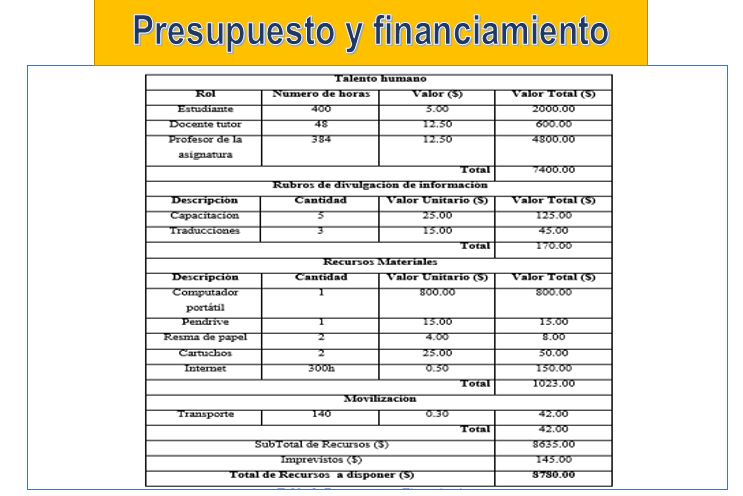 Presupuesto y financiamiento
Talento humano
Rol Numero de horas Valor ($) Valor Total ($)
Estudiante 400 5.00 2000.00
Docente tutor 48 12.50 600.00
Profesor de la asignatura 384 12.50 4800.00
Total 7400.00
Rubros de divulgación de información
Descripción Cantidad Valor Unitario ($) Valor Total ($)
Capacitación 5 25.00 125.00
Traducciones 3 15.00 45.00
Total 170.00
Recursos Materiales
Descripción Cantidad Valor Unitario ($) Valor Total ($)
Computador portátil 1 800.00 800.00
Pendrive 1 15.00 15.00
Resma de papel 2 4.00 8.00
Cartuchos 2 25.00 50.00
Internet 300h 0.50 150.00
Total 1023.00
Movilización
Transporte 140 0.30 42.00
Total 42.00
SubTotal de Recursos ($) 8635.00
Imprevistos ($) 145.00
Total de Recursos a disponer ($) 8780.00